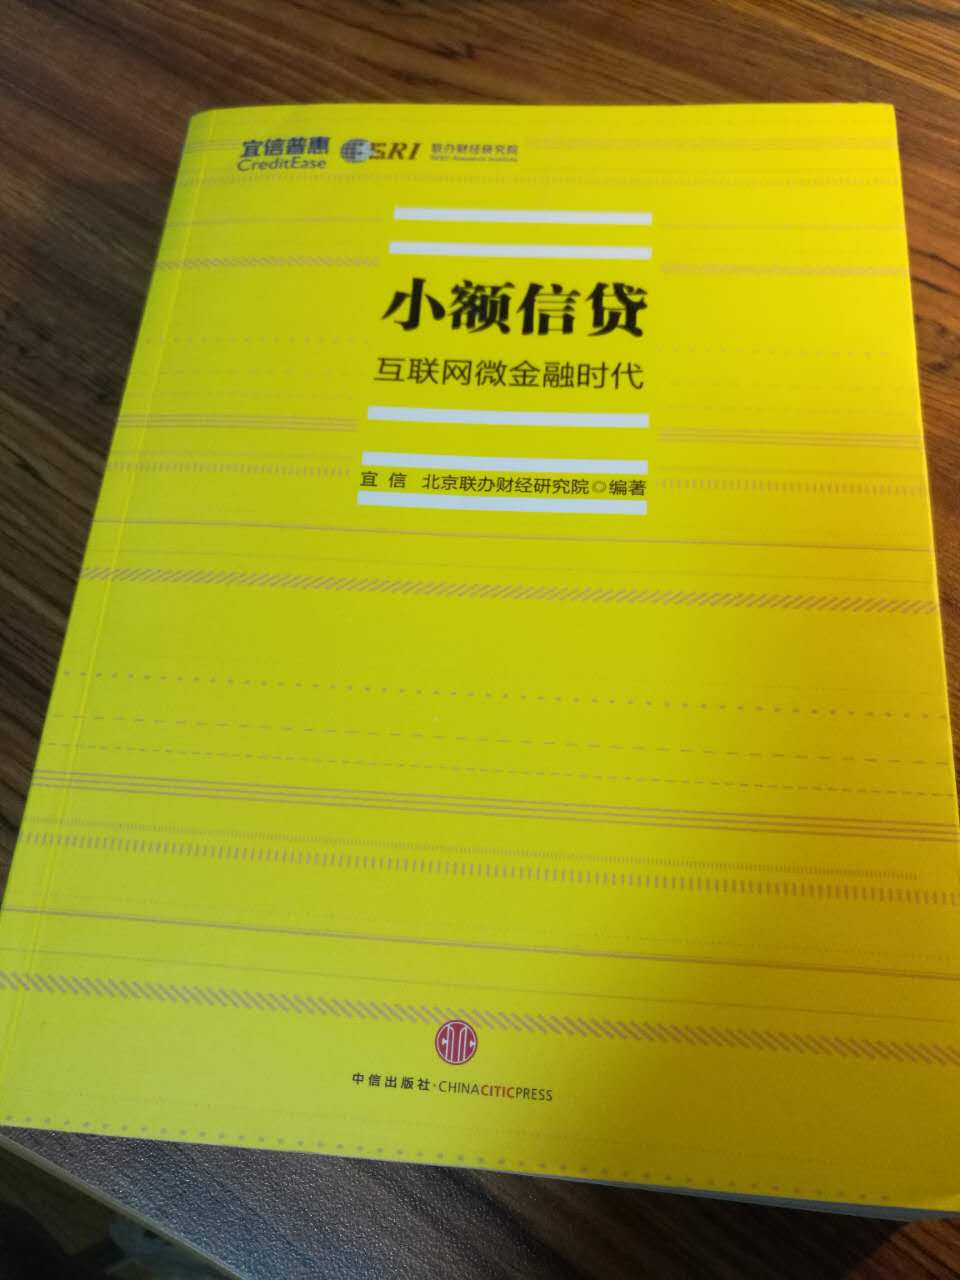 宜信普惠
CreditEase
SRI
联办财经研究院
小额信贷
互联网微金融时代
宜信 北京联办财经研究院◎编著
中信出版社·CHINACITICPRESS